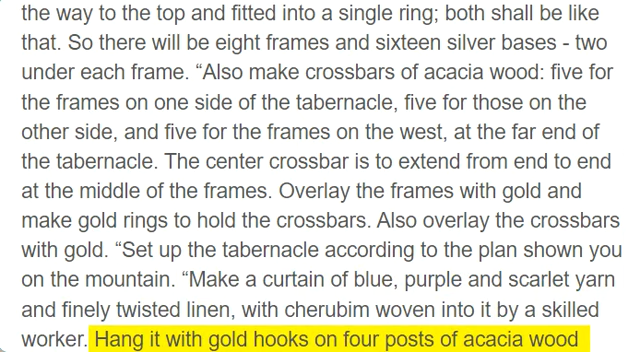 the way to the top and fitted into a single ring; both shall be like
that. So there will be eight frames and sixteen silver bases - two
under each frame. “Also make crossbars of acacia wood: five for
the frames on one side of the tabernacle, five for those on the
other side, and five for the frames on the west, at the far end of
the tabernacle. The center crossbar is to extend from end to end
at the middle of the frames. Overlay the frames with gold and
make gold rings to hold the crossbars. Also overlay the crossbars
with gold. “Set up the tabernacle according to the plan shown you
on the mountain. “Make a curtain of blue, purple and scarlet yarn
and finely twisted linen, with cherubim woven into it by a skilled
worker. Hang it with gold hooks on four posts of acacia wood